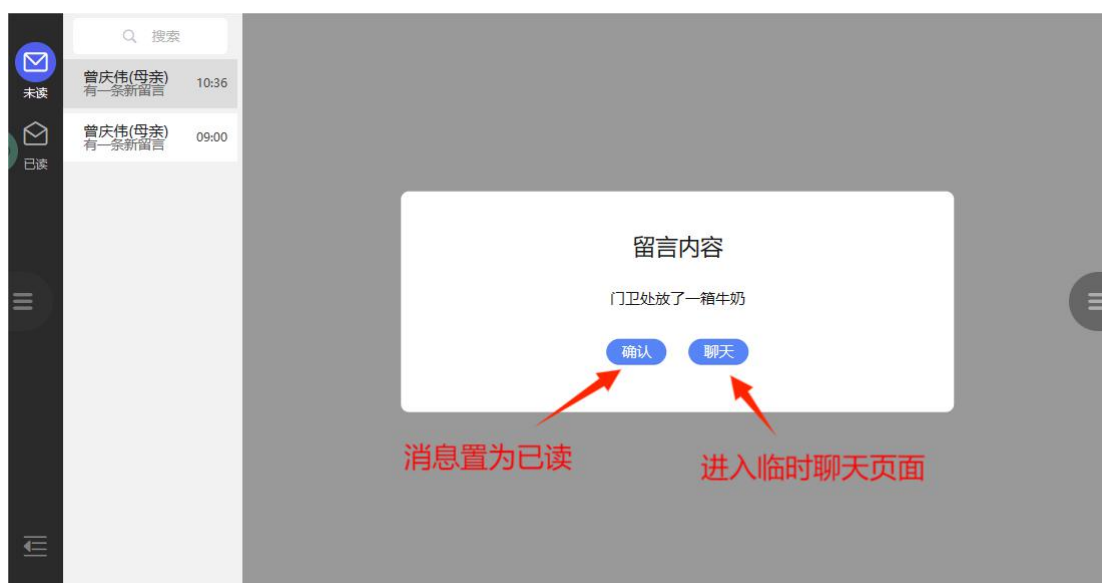 搜索
未读
曾庆伟(母亲)
有一条新留言
10:36
曾庆伟(母亲)
有一条新留言
09:00
已读
留言内容
门卫处放了一箱牛奶
确认
聊天
消息置为已读
进入临时聊天页面